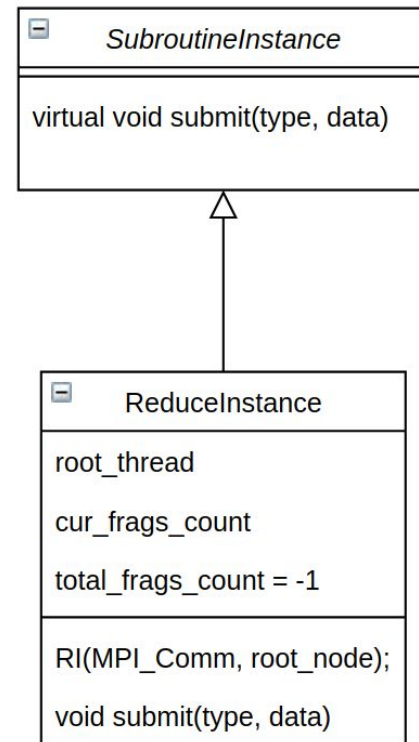 SubroutineInstance
virtual void submit(type, data)
ReduceInstance
root_thread
cur_frags_count
total_frags_count = -1
RI(MPI_Comm, root_node);
void submit(type, data)